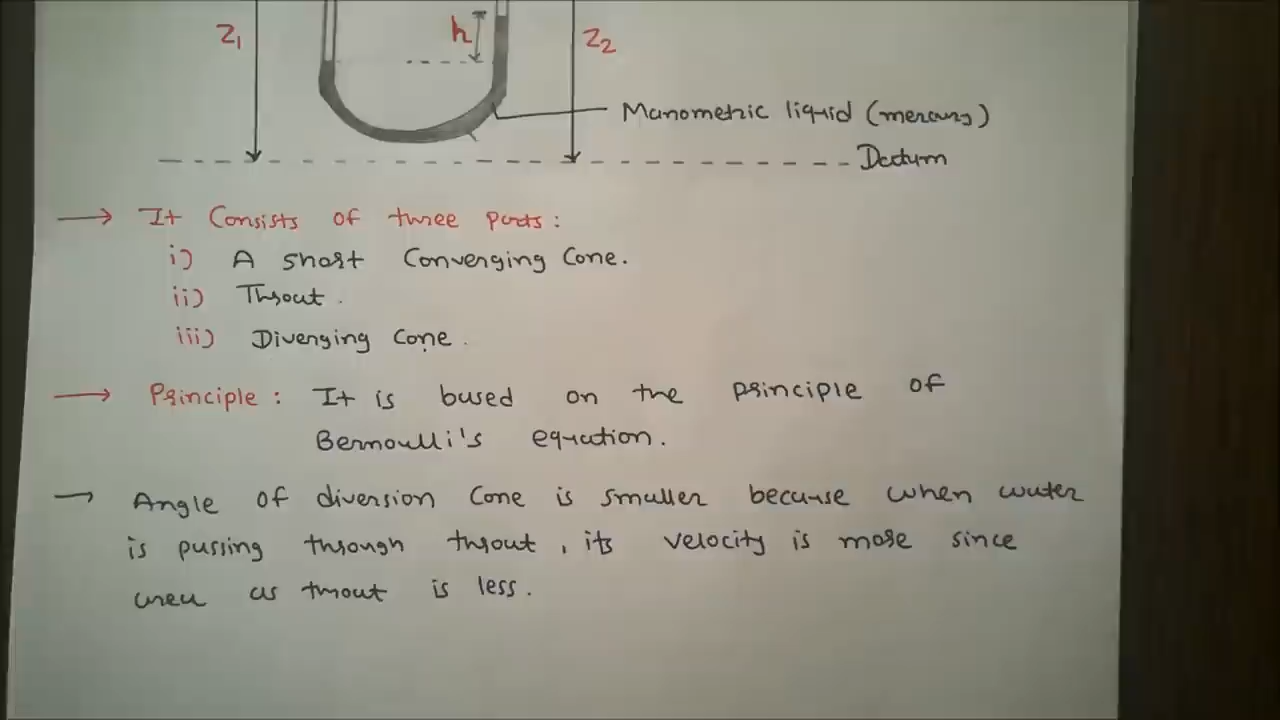 Z1
h
Z2
Manometric liquid (mercury)
Datum
→ It Consists of three parts:
i) A short Converging Cone.
ii) Throat.
iii) Diverging Cone.
→ Principle: It is based on the principle of
Bernoulli's equation.
→ Angle of diversion Cone is smaller because when water
is passing through throat, its velocity is more since
area as throat is less.